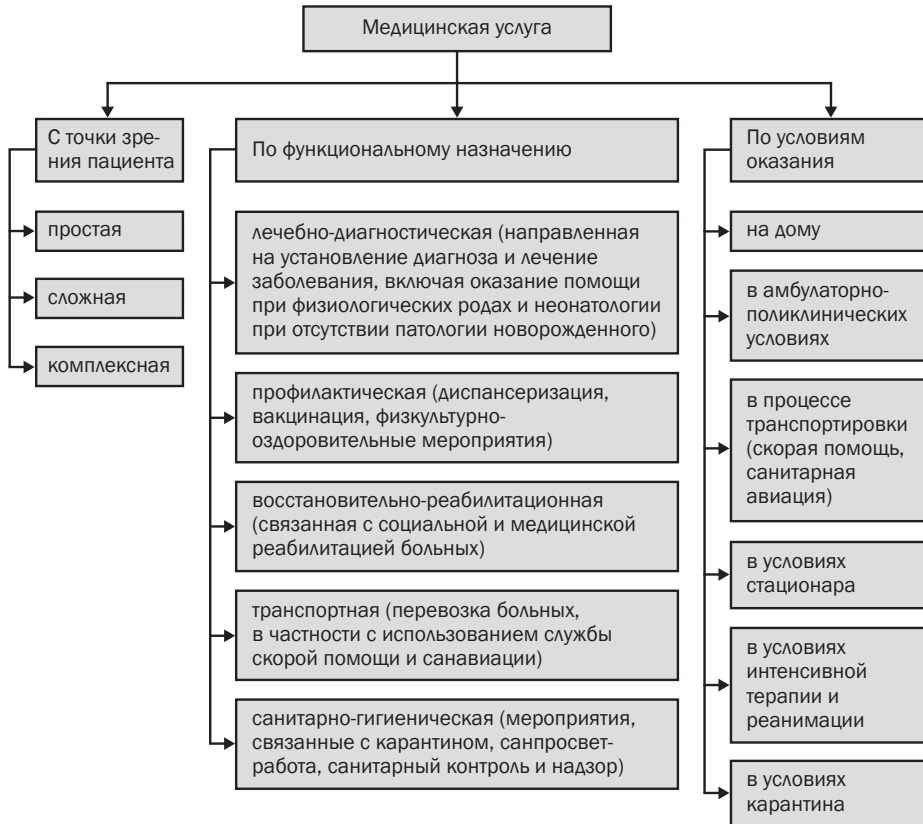 Медицинская услуга
С точки зре-
ния пациента
простая
сложная
комплексная
По функциональному назначению
лечебно-диагностическая (направленная
на установление диагноза и лечение
заболевания, включая оказание помощи
при физиологических родах и неонатологии
при отсутствии патологии новорожденного)
профилактическая (диспансеризация,
вакцинация, физкультурно-
оздоровительные мероприятия)
восстановительно-реабилитационная
(связанная с социальной и медицинской
реабилитацией больных)
транспортная (перевозка больных,
в частности с использованием службы
скорой помощи и санавиации)
санитарно-гигиеническая (мероприятия,
связанные с карантином, санпросвет-
работа, санитарный контроль и надзор)
По условиям
оказания
на дому
в амбулаторно-
поликлинических
условиях
в процессе
транспортировки
(скорая помощь,
санитарная
авиация)
в условиях
стационара
в условиях
интенсивной
терапии и
реанимации
в условиях
карантина